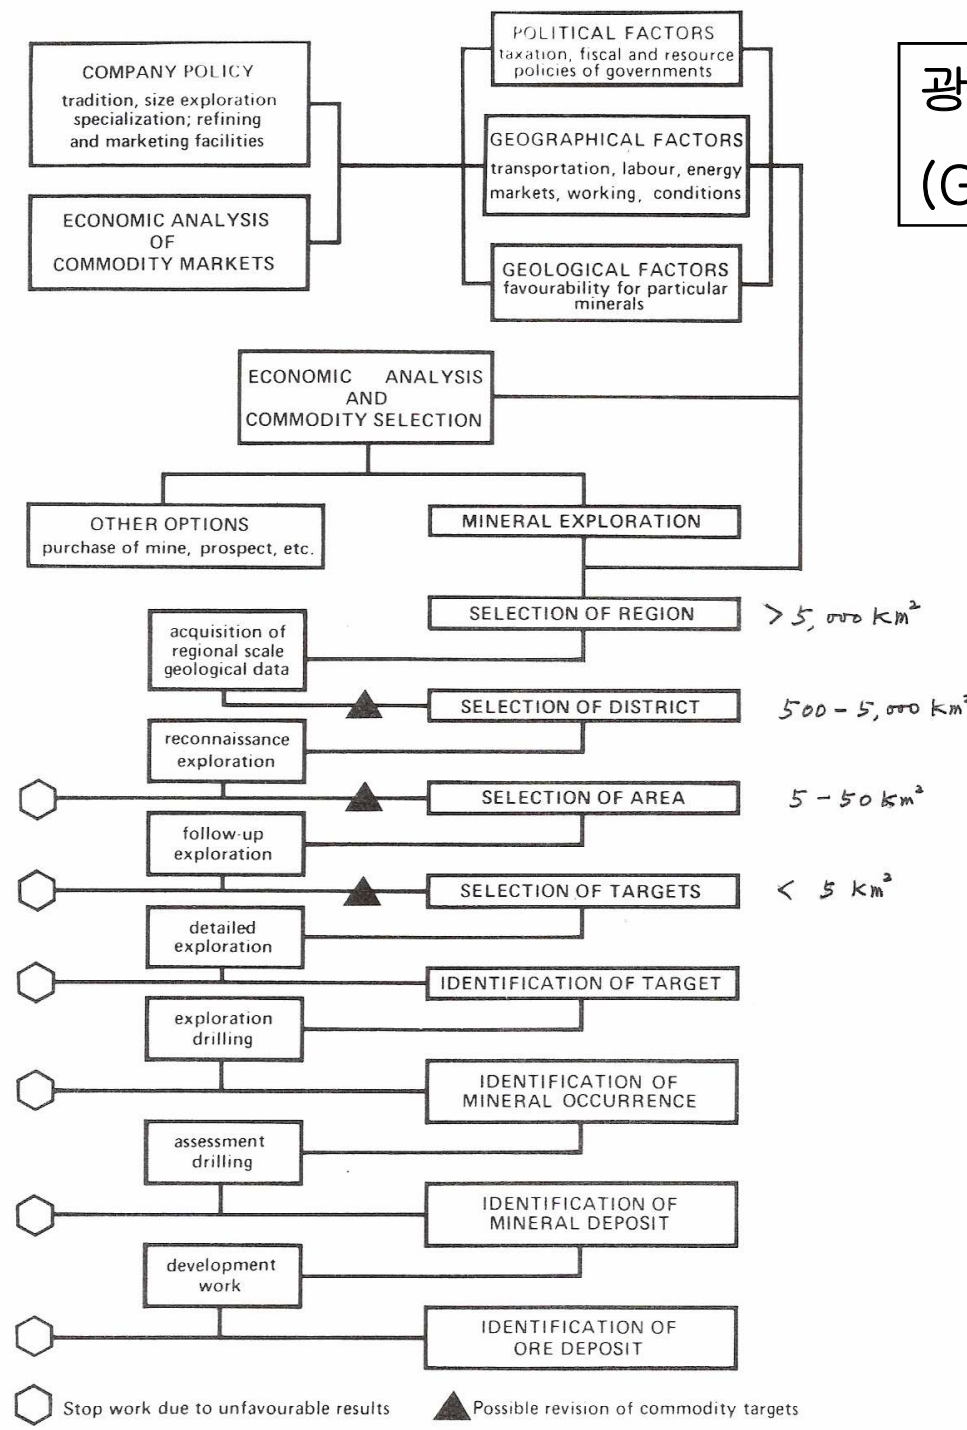 COMPANY POLICY
tradition, size exploration
specialization; refining
and marketing facilities
ECONOMIC ANALYSIS
OF
COMMODITY MARKETS
POLITICAL FACTORS
taxation, fiscal and resource
policies of governments
GEOGRAPHICAL FACTORS
transportation, labour, energy
markets, working, conditions
GEOLOGICAL FACTORS
favourability for particular
minerals
광
(G
ECONOMIC ANALYSIS
AND
COMMODITY SELECTION
OTHER OPTIONS
purchase of mine, prospect, etc.
MINERAL EXPLORATION
SELECTION OF REGION
> 5,000 km²
acquisition of
regional scale
geological data
SELECTION OF DISTRICT
500 - 5,000 km²
reconnaissance
exploration
SELECTION OF AREA
5 - 50 km²
follow-up
exploration
SELECTION OF TARGETS
< 5 km²
detailed
exploration
IDENTIFICATION OF TARGET
exploration
drilling
IDENTIFICATION OF
MINERAL OCCURRENCE
assessment
drilling
IDENTIFICATION OF
MINERAL DEPOSIT
development
work
IDENTIFICATION OF
ORE DEPOSIT
Stop work due to unfavourable results
Possible revision of commodity targets